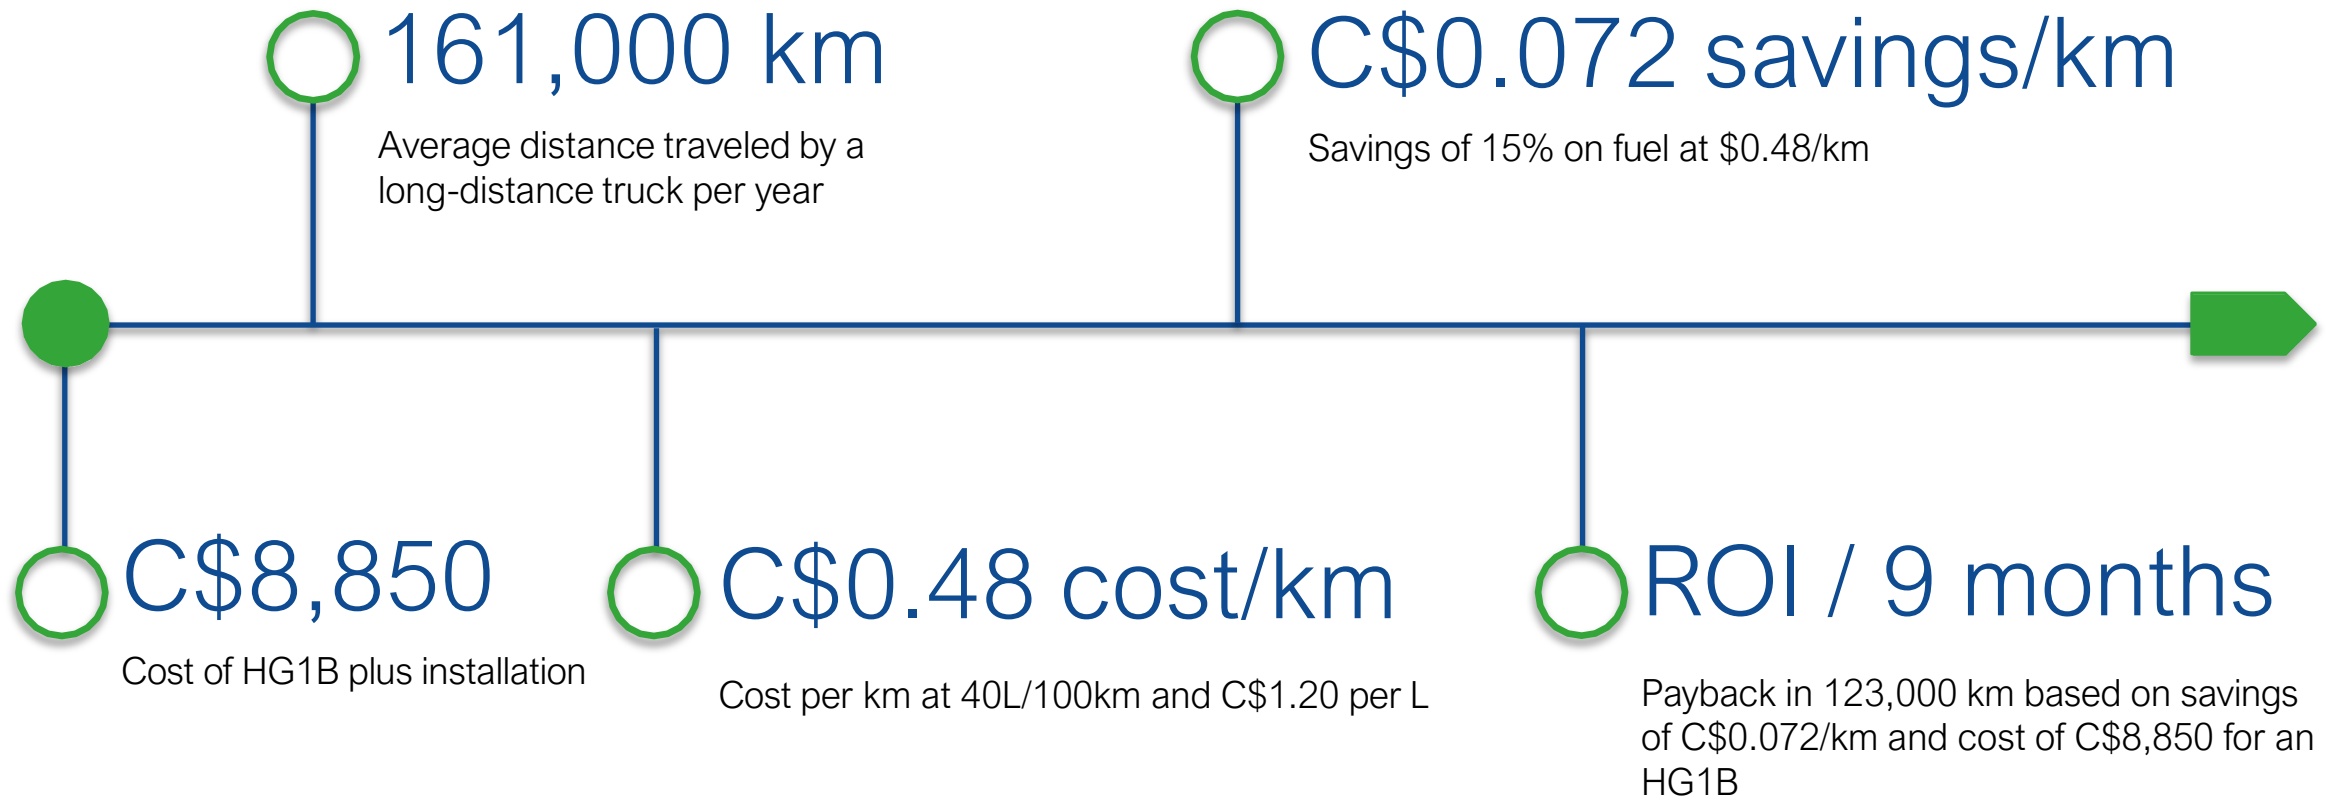 161,000 km
Average distance traveled by a
long-distance truck per year
C$0.072 savings/km
Savings of 15% on fuel at $0.48/km
C$8,850
Cost of HG1B plus installation
C$0.48 cost/km
Cost per km at 40L/100km and C$1.20 per L
ROI / 9 months
Payback in 123,000 km based on savings
of C$0.072/km and cost of C$8,850 for an
HG1B